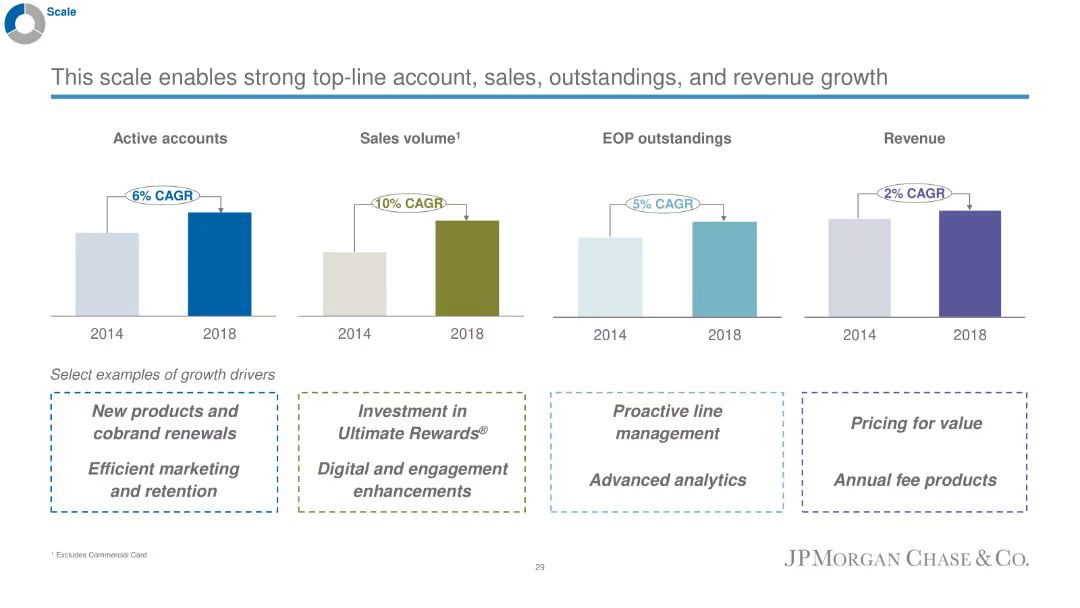 Scale
This scale enables strong top-line account, sales, outstandings, and revenue growth
Active accounts
6% CAGR
2014 2018
Sales volume¹
10% CAGR
2014 2018
EOP outstandings
5% CAGR
2014 2018
Revenue
2% CAGR
2014 2018
Select examples of growth drivers
New products and
cobrand renewals
Efficient marketing
and retention
Investment in
Ultimate Rewards®
Digital and engagement
enhancements
Proactive line
management
Advanced analytics
Pricing for value
Annual fee products
¹ Excludes Commercial Card
29
JPMORGAN CHASE & CO.